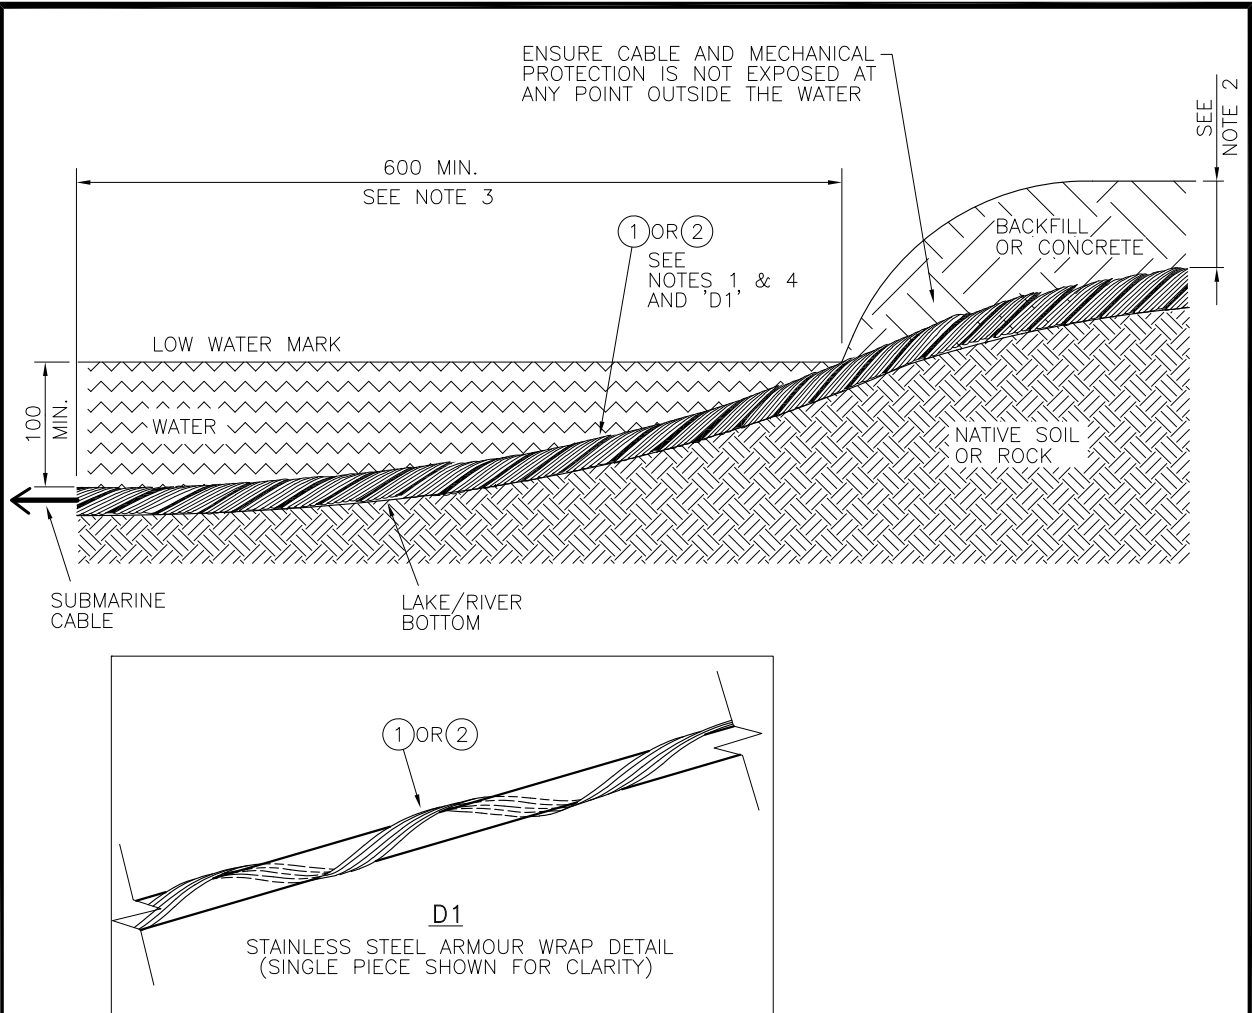 ENSURE CABLE AND MECHANICAL
PROTECTION IS NOT EXPOSED AT
ANY POINT OUTSIDE THE WATER
SEE
NOTE 2
600 MIN.
SEE NOTE 3
1 OR 2
SEE
NOTES 1 & 4
AND 'D1'
BACKFILL
OR CONCRETE
LOW WATER MARK
100
MIN.
WATER
NATIVE SOIL
OR ROCK
SUBMARINE
CABLE
LAKE/RIVER
BOTTOM
1 OR 2
D1
STAINLESS STEEL ARMOUR WRAP DETAIL
(SINGLE PIECE SHOWN FOR CLARITY)